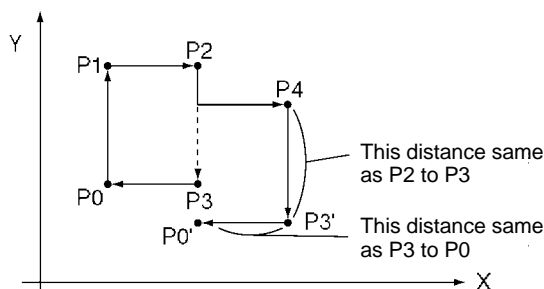 Y
P1
P2
P4
This distance same
as P2 to P3
P0
P3
P0'
P3'
This distance same
as P3 to P0
X